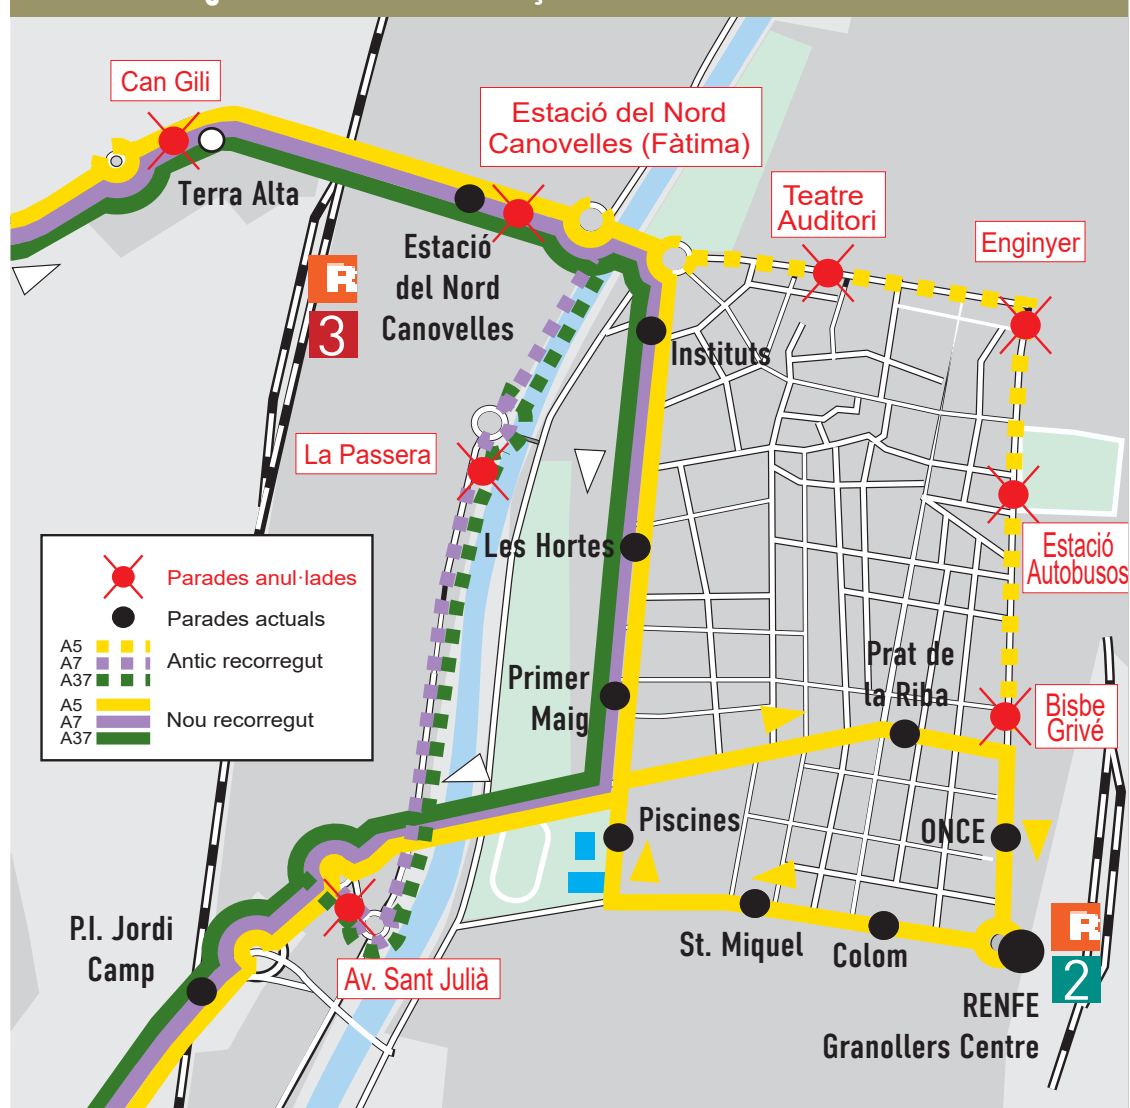 Can Gili
Estació del Nord
Canovelles (Fàtima)
Terra Alta
Teatre
Auditori
Enginyer
Estació
del Nord
Canovelles
R
3
Instituts
La Passera
Les Hortes
Estació
Autobusos
Parades anul·lades
Parades actuals
A5
A7
A37
Antic recorregut
A5
A7
A37
Nou recorregut
Prat de
la Riba
Primer
Maig
Bisbe
Grivé
Piscines
ONCE
P.I. Jordi
Camp
St. Miquel
Colom
Av. Sant Julià
R
2
RENFE
Granollers Centre